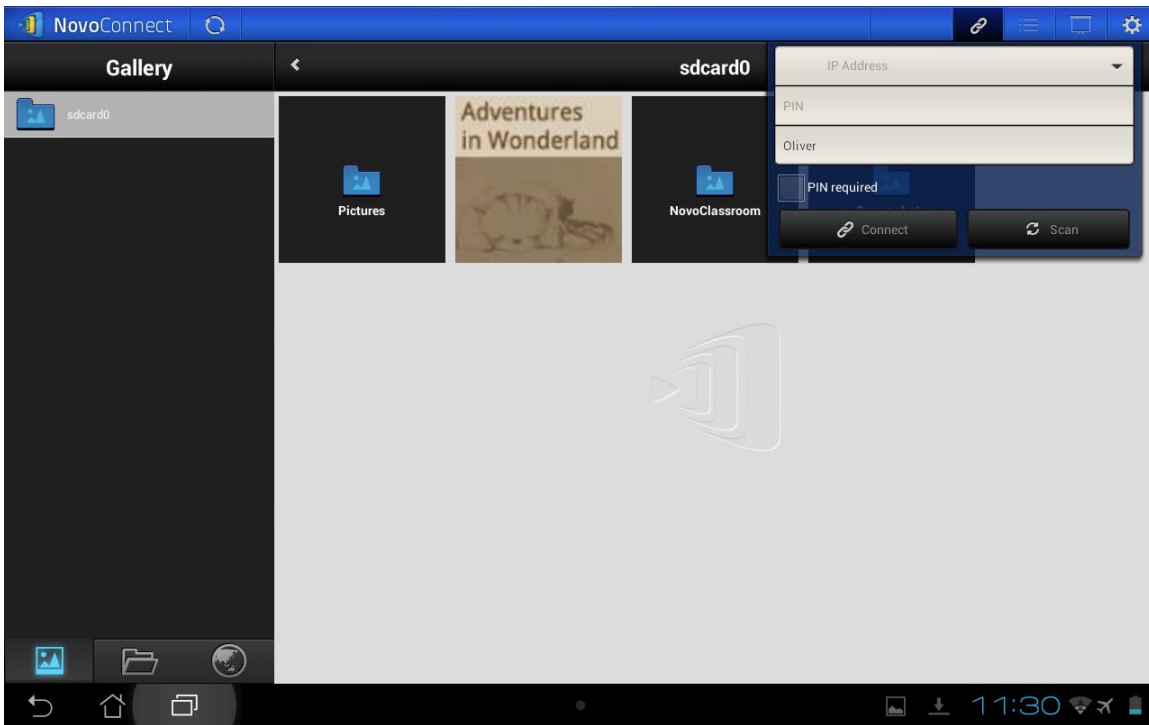 NovoConnect
Gallery
sdcard0
IP Address
sdcard0
PIN
Adventures
in Wonderland
Oliver
PIN required
Pictures
NovoClassroom
Connect
Scan
11:30